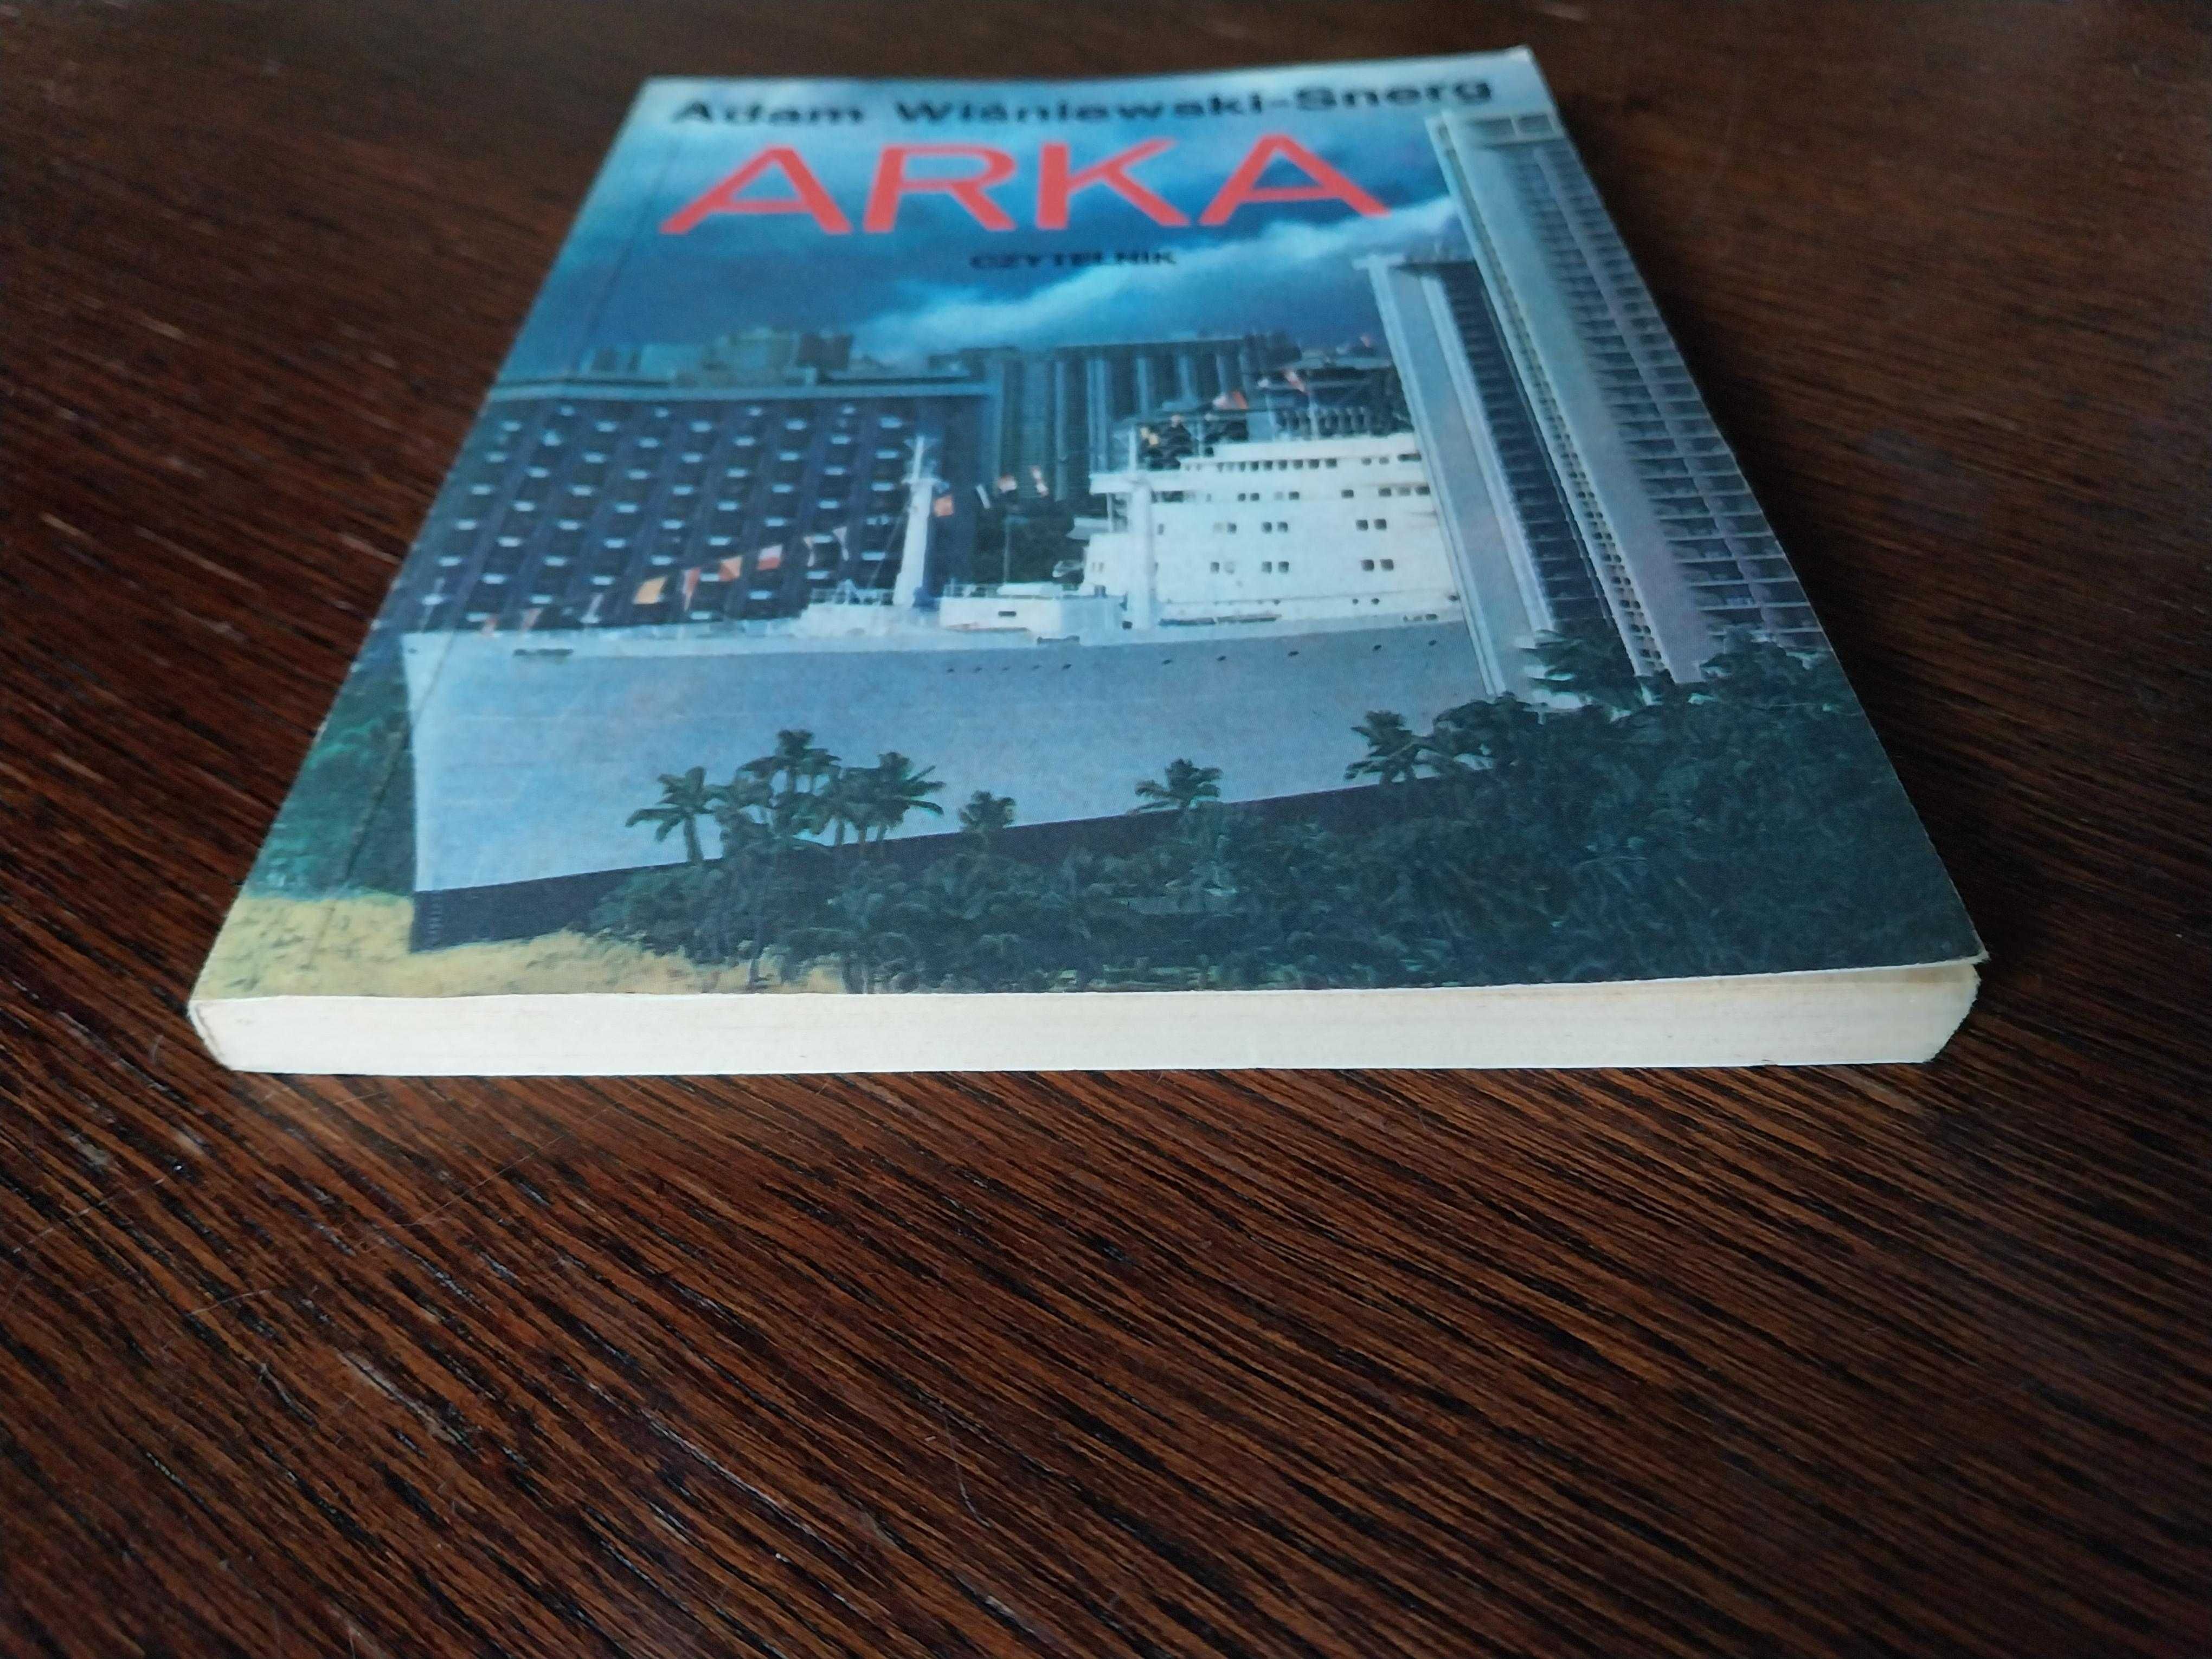 Adam Wiśniewski-Snerg
ARKA
CZYTELNIK